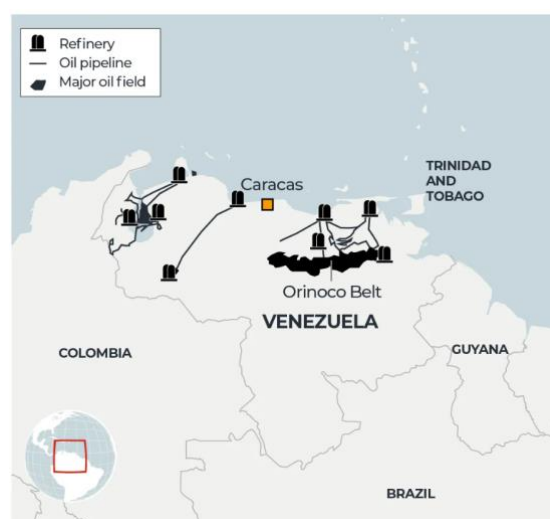 Refinery
Oil pipeline
Major oil field
Caracas
TRINIDAD
AND
TOBAGO
Orinoco Belt
VENEZUELA
COLOMBIA
GUYANA
BRAZIL